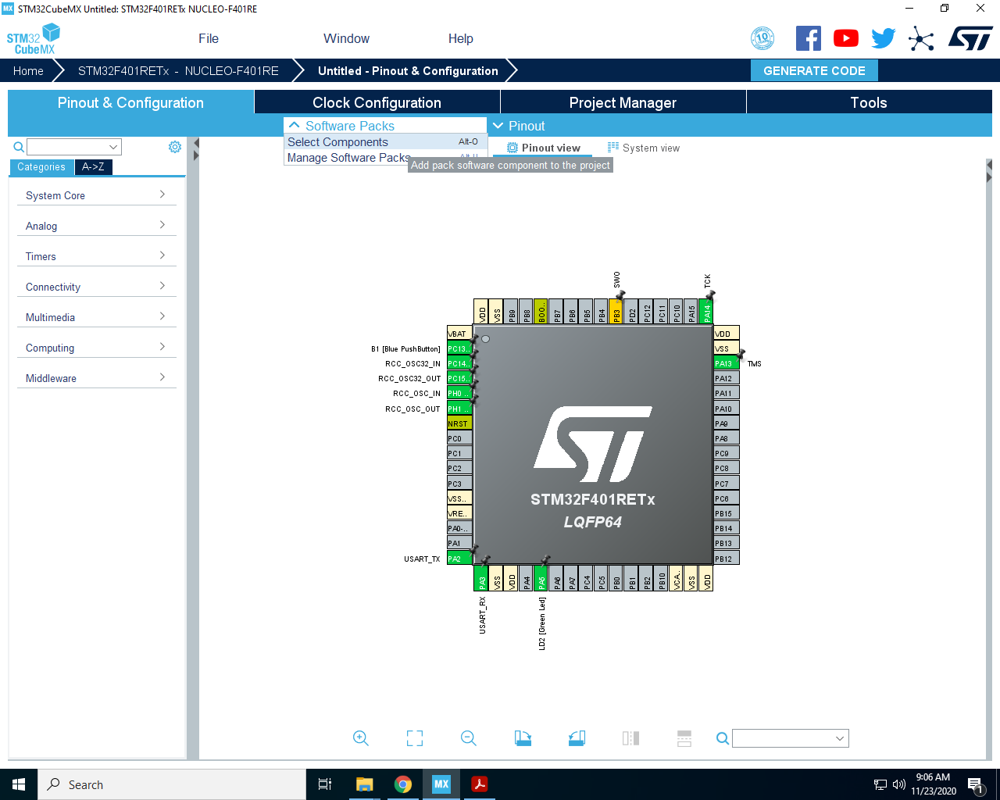 STM32CubeMX Untitled: STM32F401RETx NUCLEO-F401RE
STM32
CubeMX
File
Window
Help
10
Home
STM32F401RETx - NUCLEO-F401RE
Untitled - Pinout & Configuration
GENERATE CODE
Pinout & Configuration
Clock Configuration
Project Manager
Tools
Software Packs
Pinout
Select Components
Alt-O
Manage Software Packs
Add pack software component to the project
Pinout view
System view
Categories
A->Z
System Core
Analog
Timers
Connectivity
Multimedia
Computing
Middleware
SWO
TCK
VDD
VSS
PB9
PB8
BOO..
PB7
PB6
PB5
PB4
PB3
PD2
PC12
PC11
PC10
PA15
PA14
VBAT
B1 [Blue PushButton]
PC13..
RCC_OSC32_IN
PC14..
RCC_OSC32_OUT
PC15..
RCC_OSC_IN
PH0 ..
RCC_OSC_OUT
PH1 ..
NRST
PC0
PC1
PC2
PC3
VSS..
VRE..
PA0-..
PA1
USART_TX
PA2
VDD
VSS
PA13
TMS
PA12
PA11
PA10
PA9
PA8
PC9
PC8
PC7
PC6
PB15
PB14
PB13
PB12
ST
STM32F401RETx
LQFP64
PA3
VSS
VDD
PA4
PA5
PA6
PA7
PC4
PC5
PB0
PB1
PB2
PB10
VCA..
VSS
VDD
USART_RX
LD2 [Green Led]
Search
MX
9:06 AM
11/23/2020
1